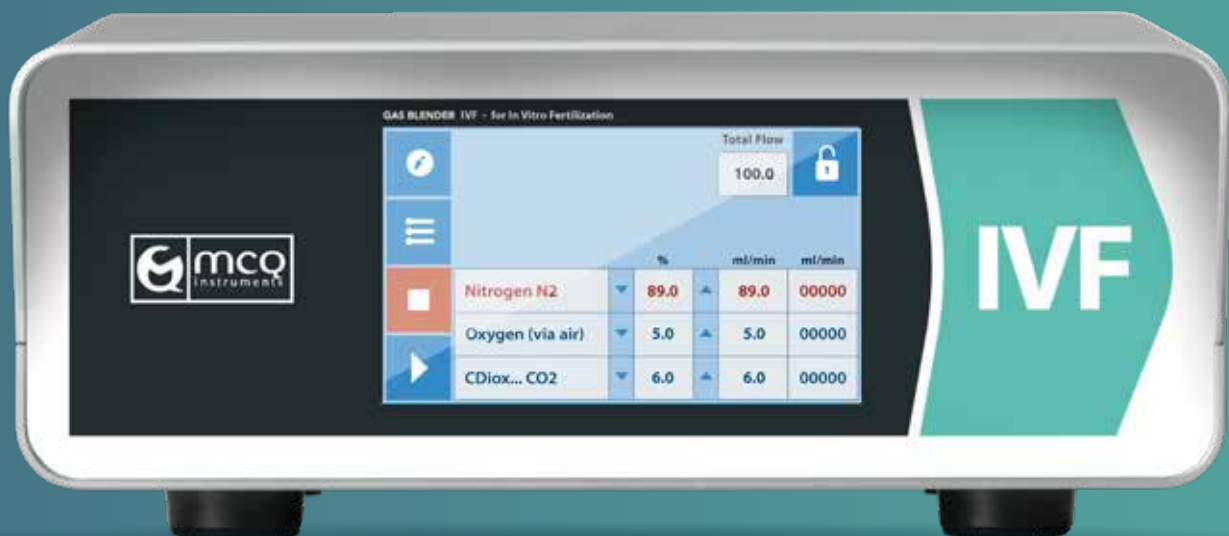 GAS BLENDER IVF - for In Vitro Fertilization
Total Flow
100.0
1
mcq
instruments
IVF
% ml/min ml/min
Nitrogen N2 89.0 89.0 00000
Oxygen (via air) 5.0 5.0 00000
CDiox... CO2 6.0 6.0 00000